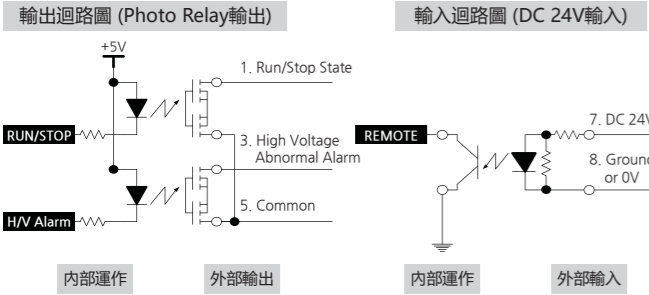 輸出迴路圖 (Photo Relay輸出)
+5V
1. Run/Stop State
RUN/STOP
3. High Voltage
Abnormal Alarm
5. Common
H/V Alarm
內部運作
外部輸出
輸入迴路圖 (DC 24V輸入)
REMOTE
7. DC 24V
8. Ground
or 0V
內部運作
外部輸入